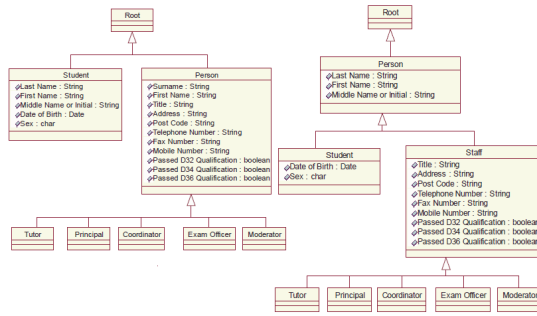 Root
Student
Last Name : String
First Name : String
Middle Name or Initial : String
Date of Birth : Date
Sex : char
Person
Surname : String
First Name : String
Title : String
Address : String
Post Code : String
Telephone Number : String
Fax Number : String
Mobile Number : String
Passed D32 Qualification : boolean
Passed D34 Qualification : boolean
Passed D36 Qualification : boolean
Tutor
Principal
Coordinator
Exam Officer
Moderator
Root
Person
Last Name : String
First Name : String
Middle Name or Initial : String
Student
Date of Birth : Date
Sex : char
Staff
Title : String
Address : String
Post Code : String
Telephone Number : String
Fax Number : String
Mobile Number : String
Passed D32 Qualification : boolean
Passed D34 Qualification : boolean
Passed D36 Qualification : boolean
Tutor
Principal
Coordinator
Exam Officer
Moderator